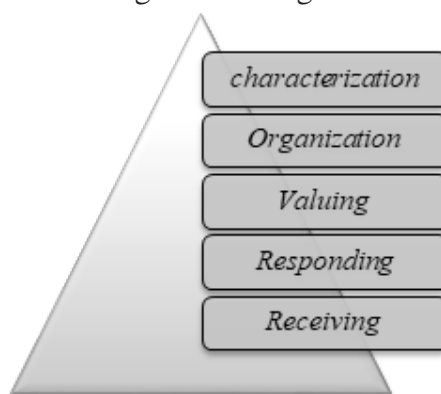 characterization
Organization
Valuing
Responding
Receiving